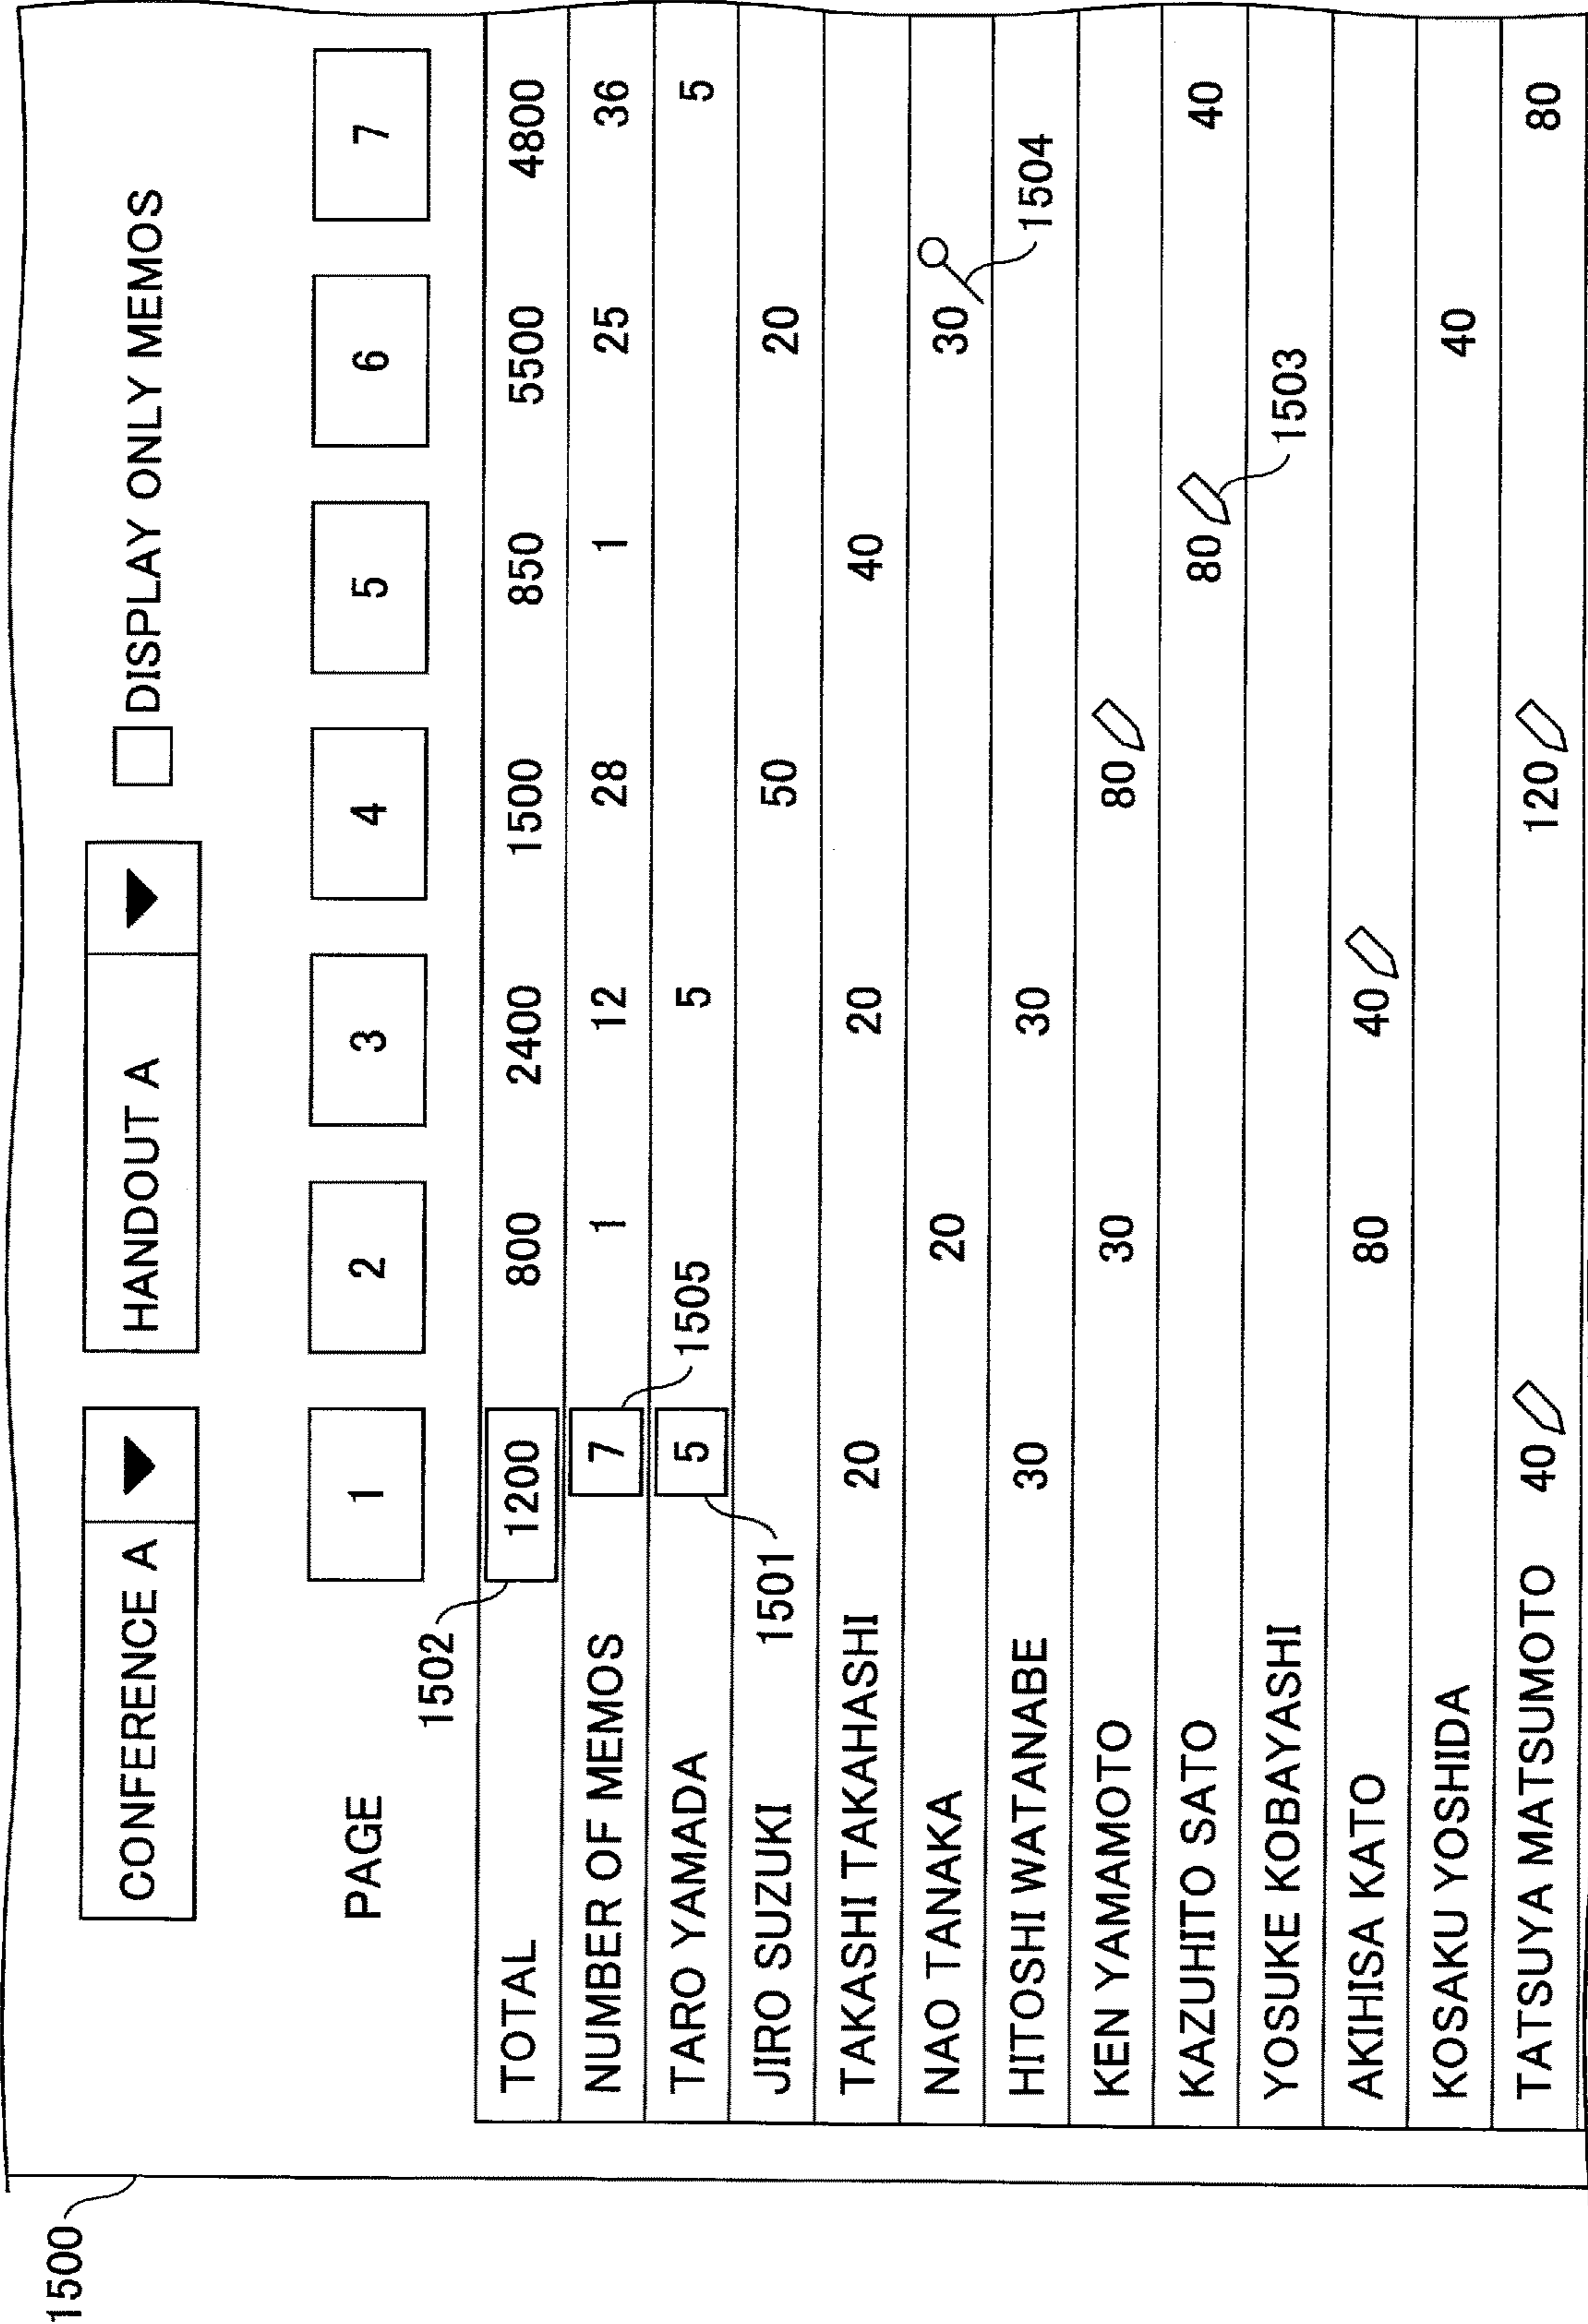 1500
CONFERENCE A ▼ HANDOUT A ▼ DISPLAY ONLY MEMOS
PAGE 1 2 3 4 5 6 7
1502
TOTAL 1200 800 2400 1500 850 5500 4800
NUMBER OF MEMOS 7 1 12 28 1 25 36
TARO YAMADA 5 1505 5 5
JIRO SUZUKI 1501 50 20
TAKASHI TAKAHASHI 20 20 40
NAO TANAKA 20 30
HITOSHI WATANABE 30 30 1504
KEN YAMAMOTO 30 80
KAZUHITO SATO 80 40
YOSUKE KOBAYASHI 1503
AKIHISA KATO 80 40
KOSAKU YOSHIDA 40
TATSUYA MATSUMOTO 40 120 80